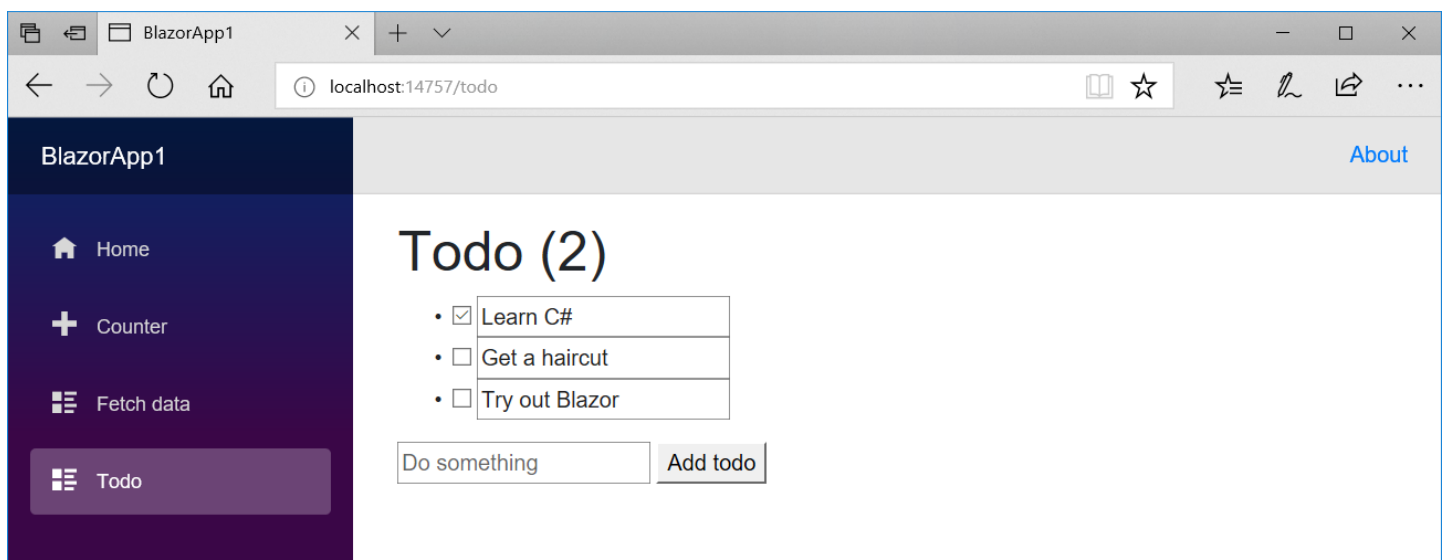 BlazorApp1
localhost:14757/todo
BlazorApp1
About
Home
Counter
Fetch data
Todo
Todo (2)
Learn C#
Get a haircut
Try out Blazor
Do something Add todo